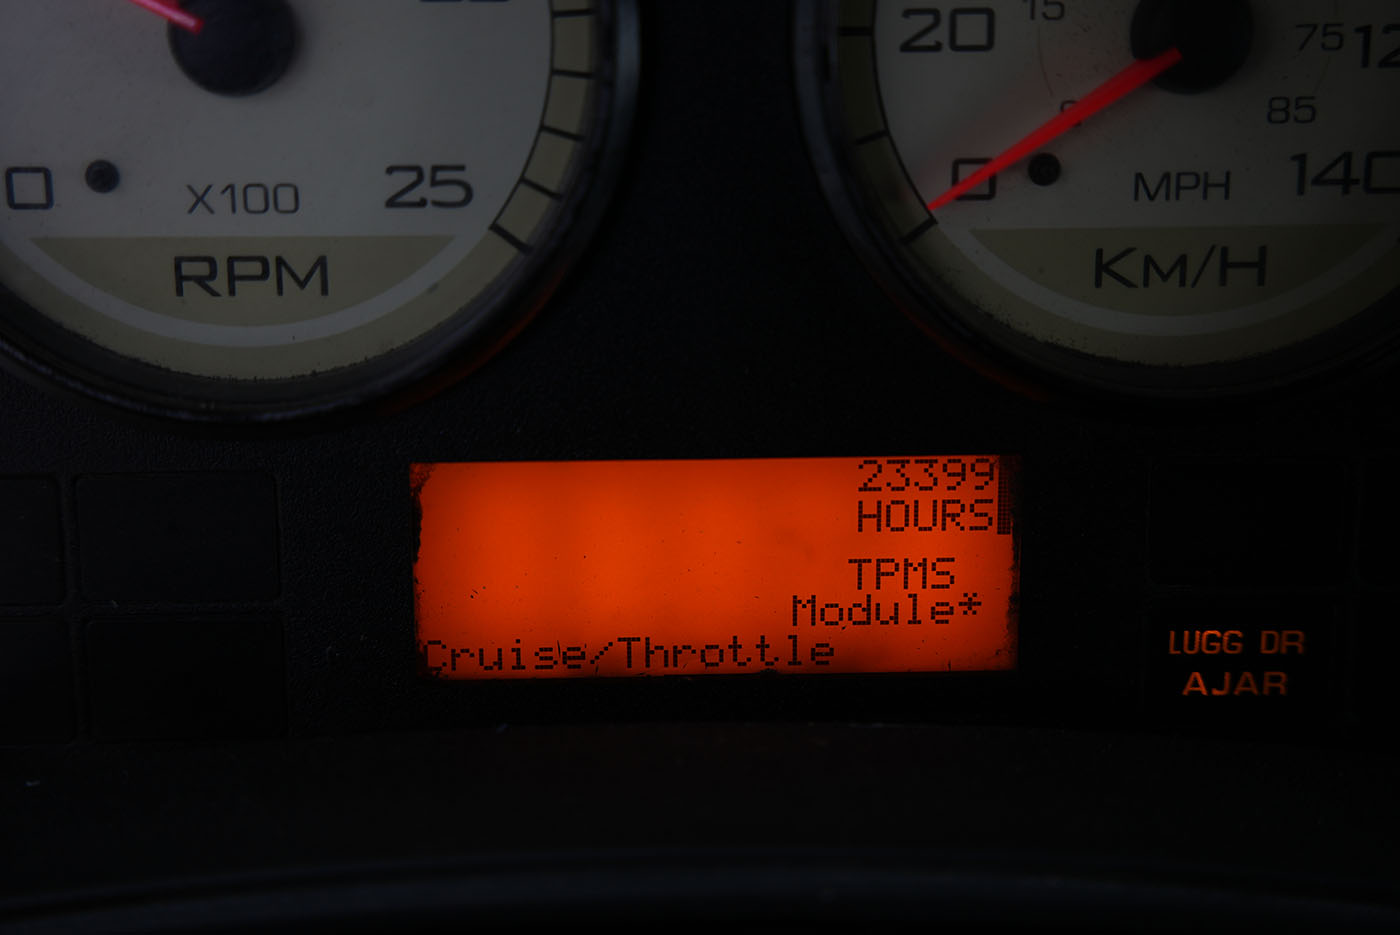 20
15
75
12
85
0
X100
25
0
MPH
140
RPM
KM/H
23399
HOURS
TPMS
Module*
Cruise/Throttle
LUGG DR
AJAR